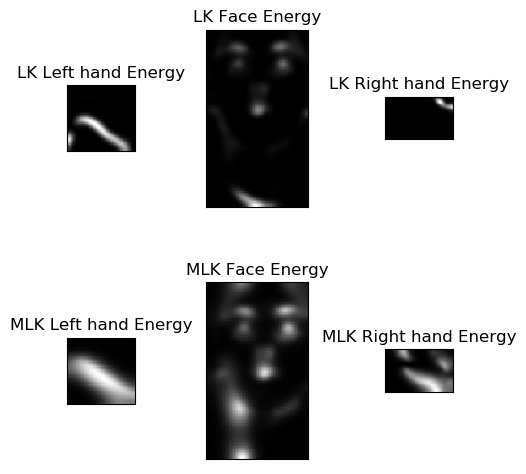 LK Face Energy
LK Left hand Energy
LK Right hand Energy
MLK Face Energy
MLK Left hand Energy
MLK Right hand Energy